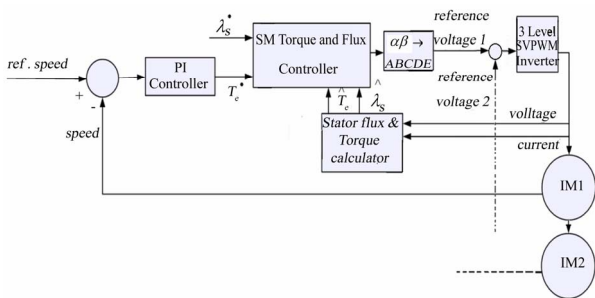 λs*
SM Torque and Flux
Controller
αβ →
ABCDE
reference
voltage 1
3 Level
SVPWM
Inverter
ref . speed
+
-
PI
Controller
Te*
^
Te
^
λs
reference
voltage 2
speed
Stator flux &
Torque
calculator
volltage
current
IM1
IM2